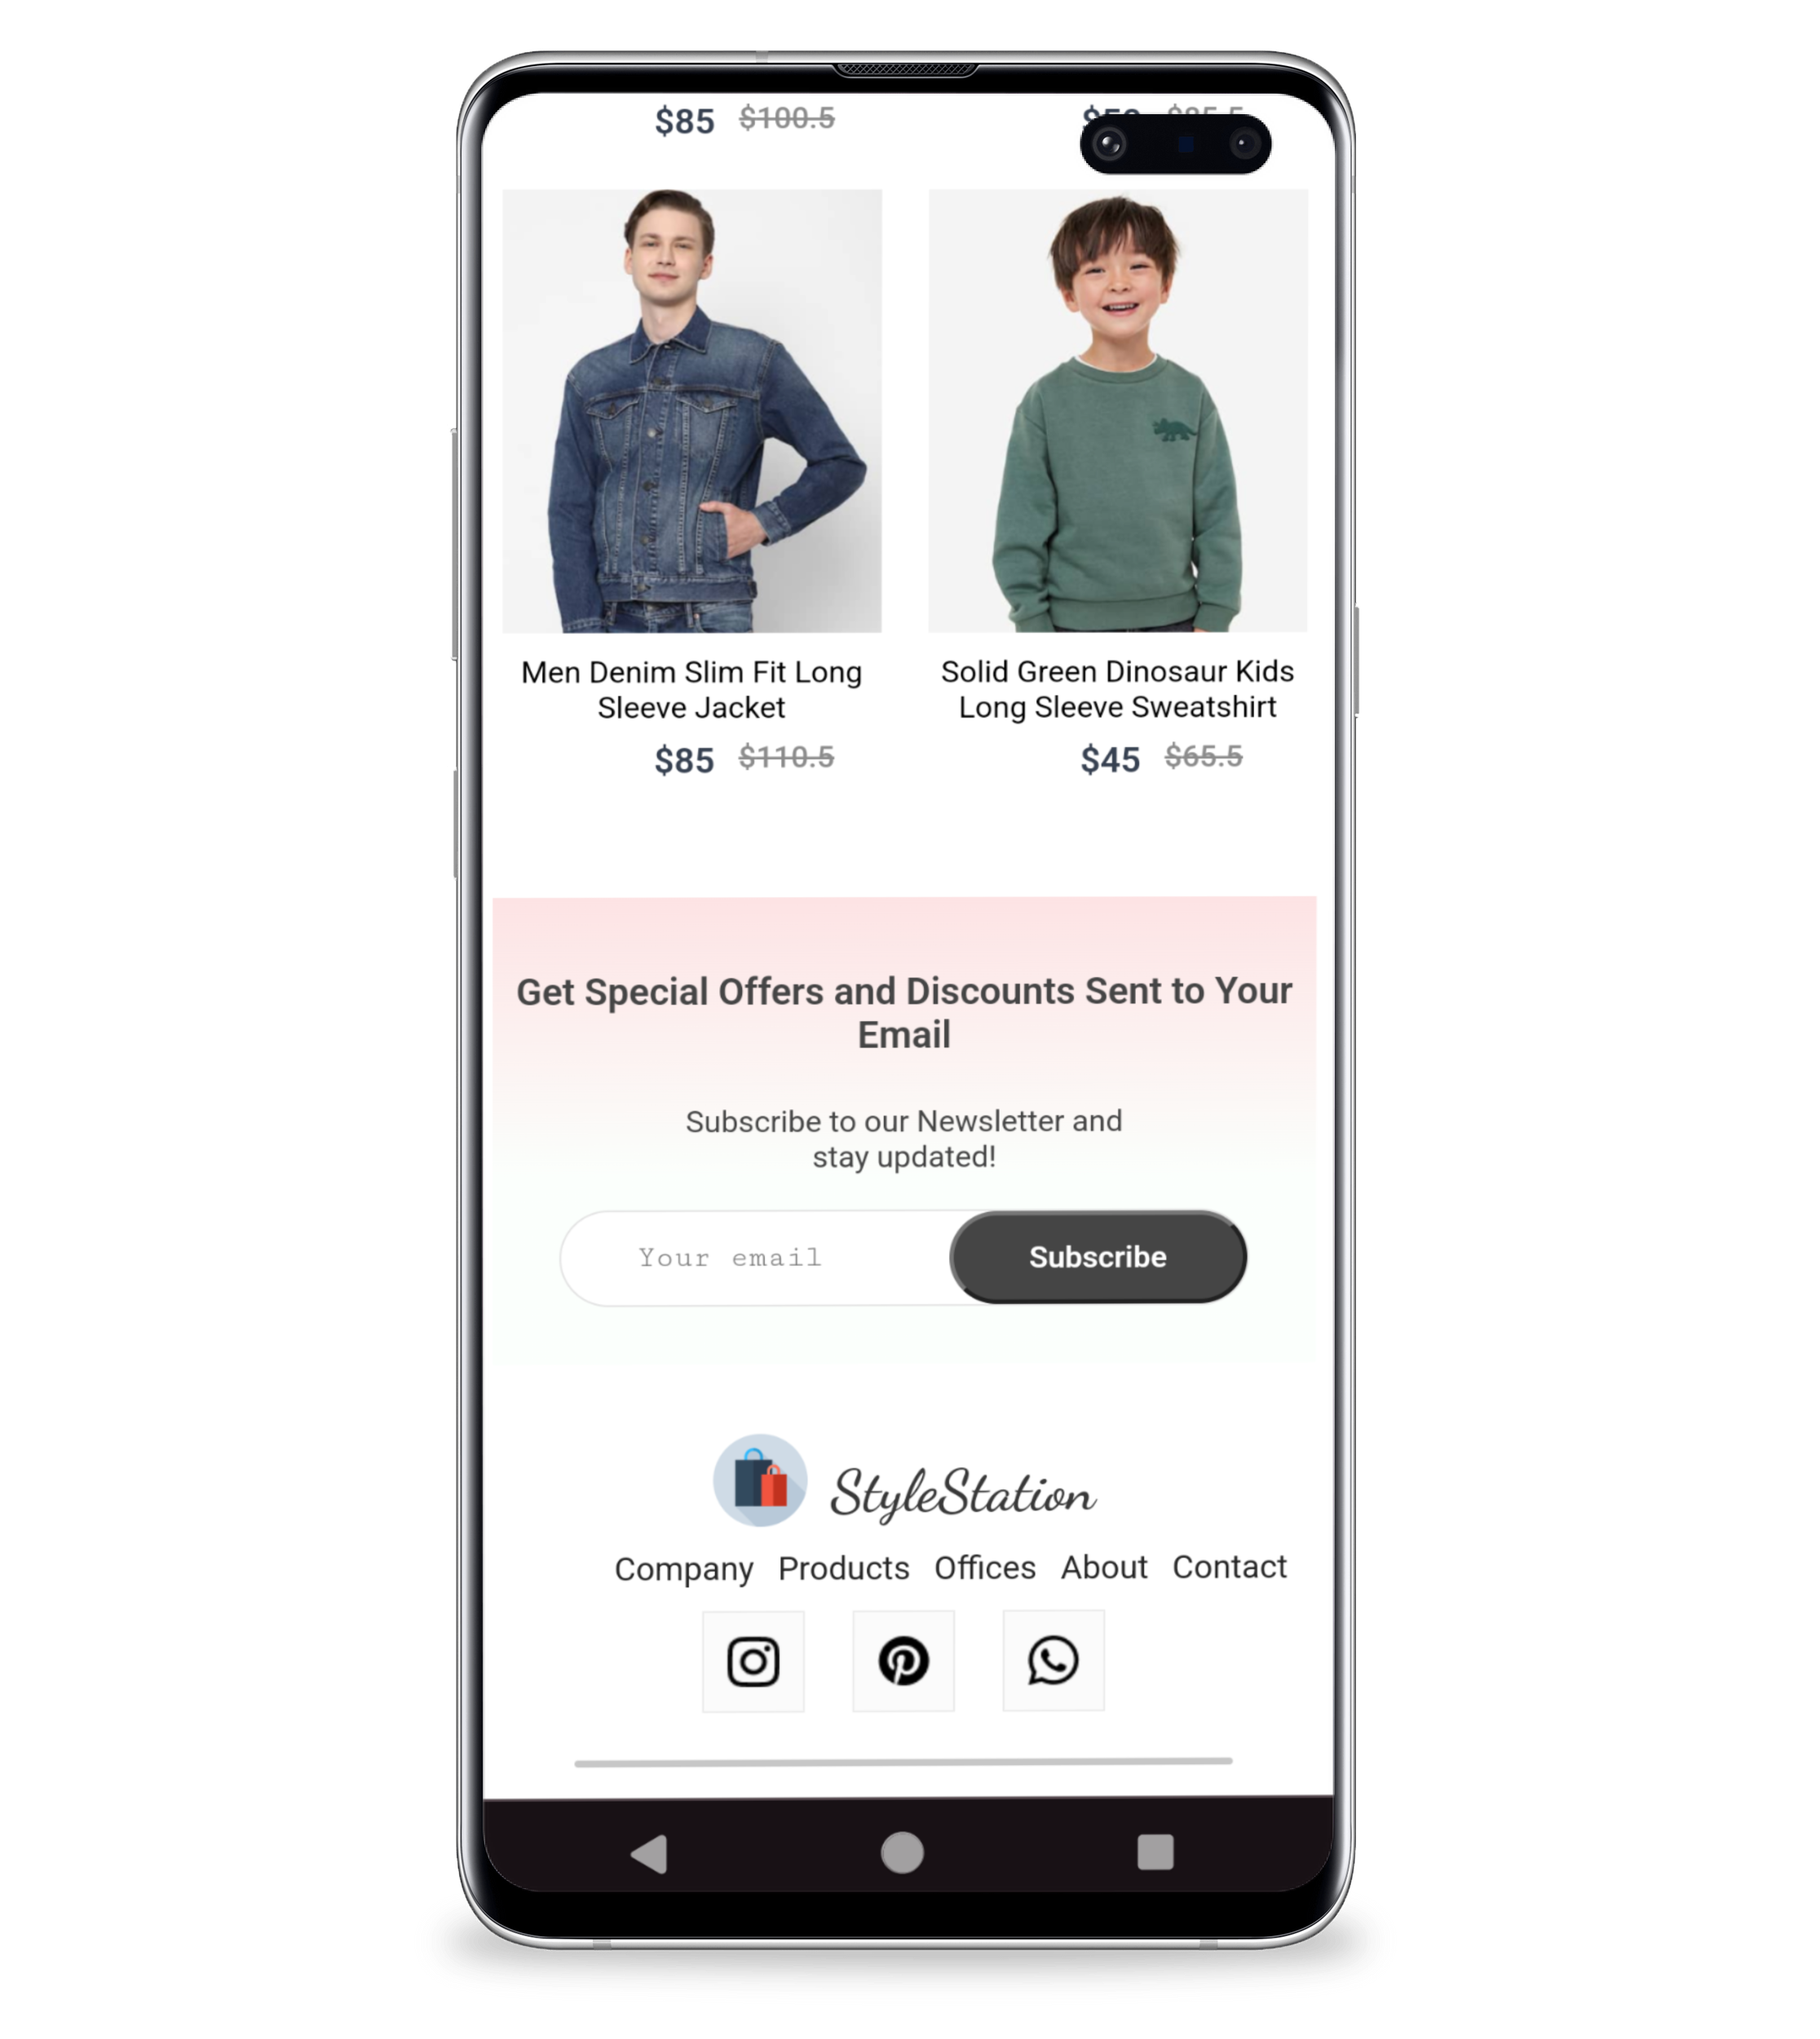 $85 $100.5
Men Denim Slim Fit Long
Sleeve Jacket
$85 $110.5
Solid Green Dinosaur Kids
Long Sleeve Sweatshirt
$45 $65.5
Get Special Offers and Discounts Sent to Your
Email
Subscribe to our Newsletter and
stay updated!
Your email
Subscribe
StyleStation
Company Products Offices About Contact